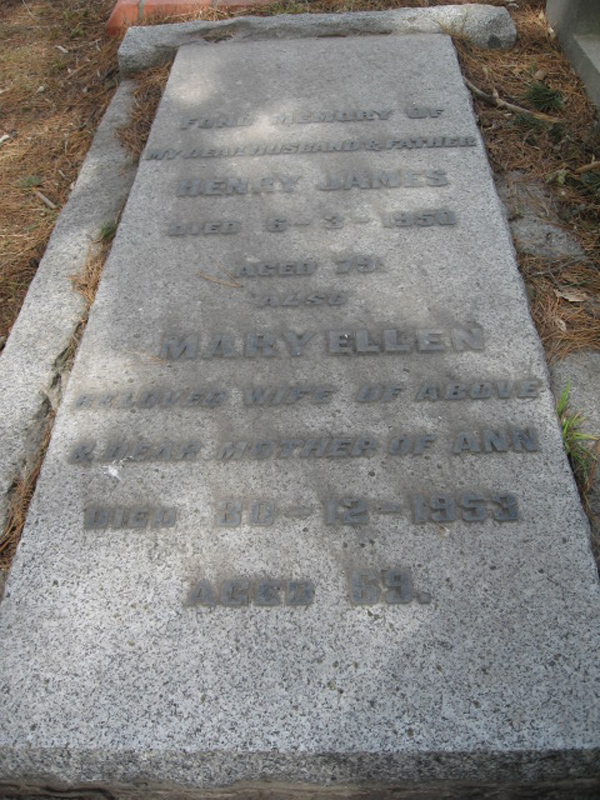 FOND MEMORY OF
MY DEAR HUSBAND & FATHER
HENRY JAMES
DIED 6-3-1950
AGED 79.
ALSO
MARY ELLEN
BELOVED WIFE OF ABOVE
& DEAR MOTHER OF ANN
DIED 30-12-1953
AGED 69.